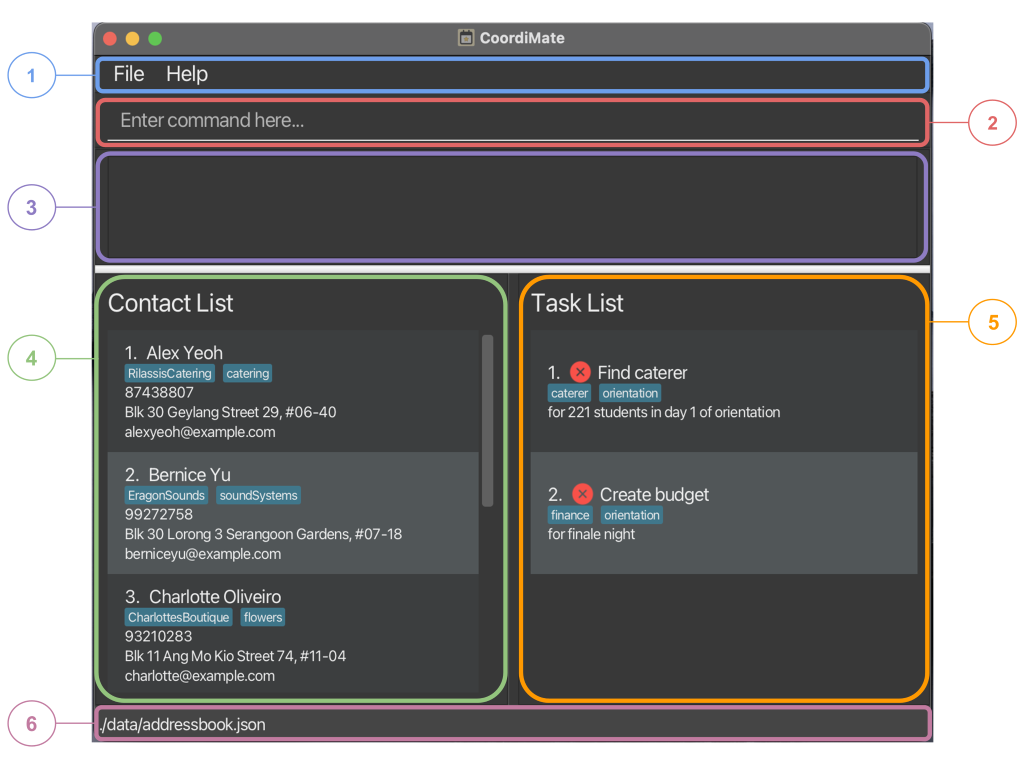 CoordiMate
1
File Help
Enter command here...
2
3
Contact List
4
1. Alex Yeoh
RilassisCatering catering
87438807
Blk 30 Geylang Street 29, #06-40
alexyeoh@example.com
2. Bernice Yu
EragonSounds soundSystems
99272758
Blk 30 Lorong 3 Serangoon Gardens, #07-18
berniceyu@example.com
3. Charlotte Oliveiro
CharlottesBoutique flowers
93210283
Blk 11 Ang Mo Kio Street 74, #11-04
charlotte@example.com
Task List
5
1. Find caterer
caterer orientation
for 221 students in day 1 of orientation
2. Create budget
finance orientation
for finale night
6
./data/addressbook.json